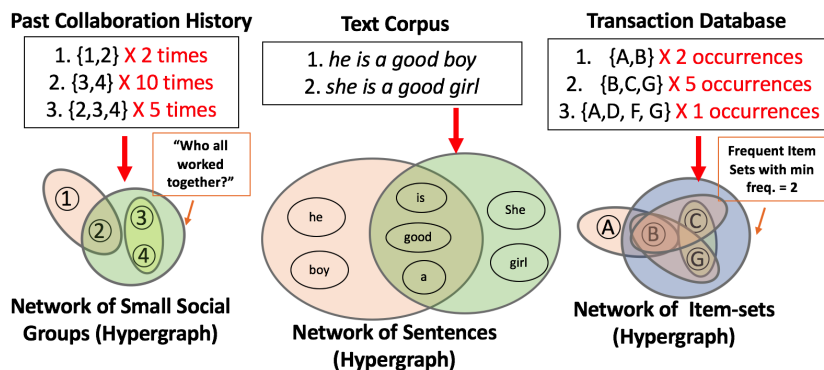 Past Collaboration History
1. {1,2} X 2 times
2. {3,4} X 10 times
3. {2,3,4} X 5 times
"Who all
worked
together?"
1
2
3
4
Network of Small Social
Groups (Hypergraph)
Text Corpus
1. he is a good boy
2. she is a good girl
he
boy
is
good
a
She
girl
Network of Sentences
(Hypergraph)
Transaction Database
1. {A,B} X 2 occurrences
2. {B,C,G} X 5 occurrences
3. {A,D, F, G} X 1 occurrences
Frequent Item
Sets with min
freq. = 2
A
B
C
G
Network of Item-sets
(Hypergraph)